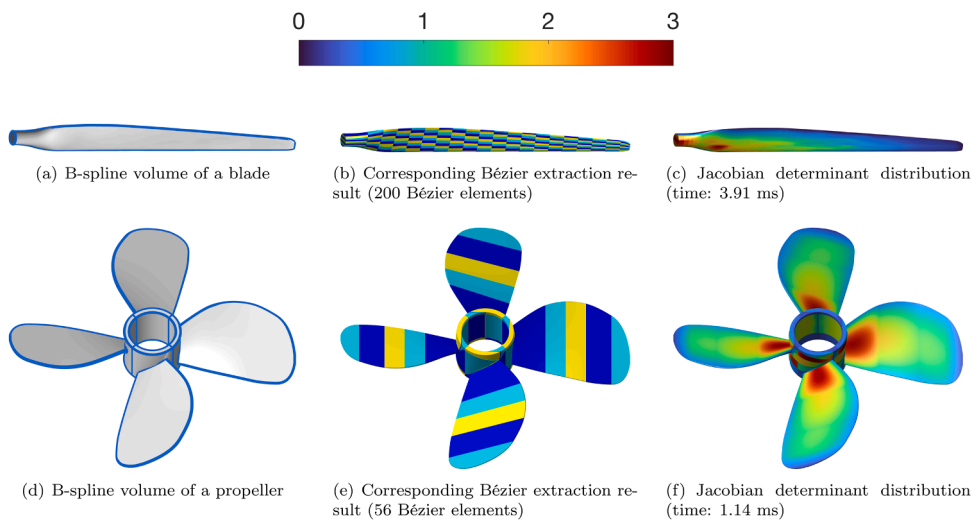 0 1 2 3
(a) B-spline volume of a blade
(b) Corresponding Bézier extraction re-
sult (200 Bézier elements)
(c) Jacobian determinant distribution
(time: 3.91 ms)
(d) B-spline volume of a propeller
(e) Corresponding Bézier extraction re-
sult (56 Bézier elements)
(f) Jacobian determinant distribution
(time: 1.14 ms)